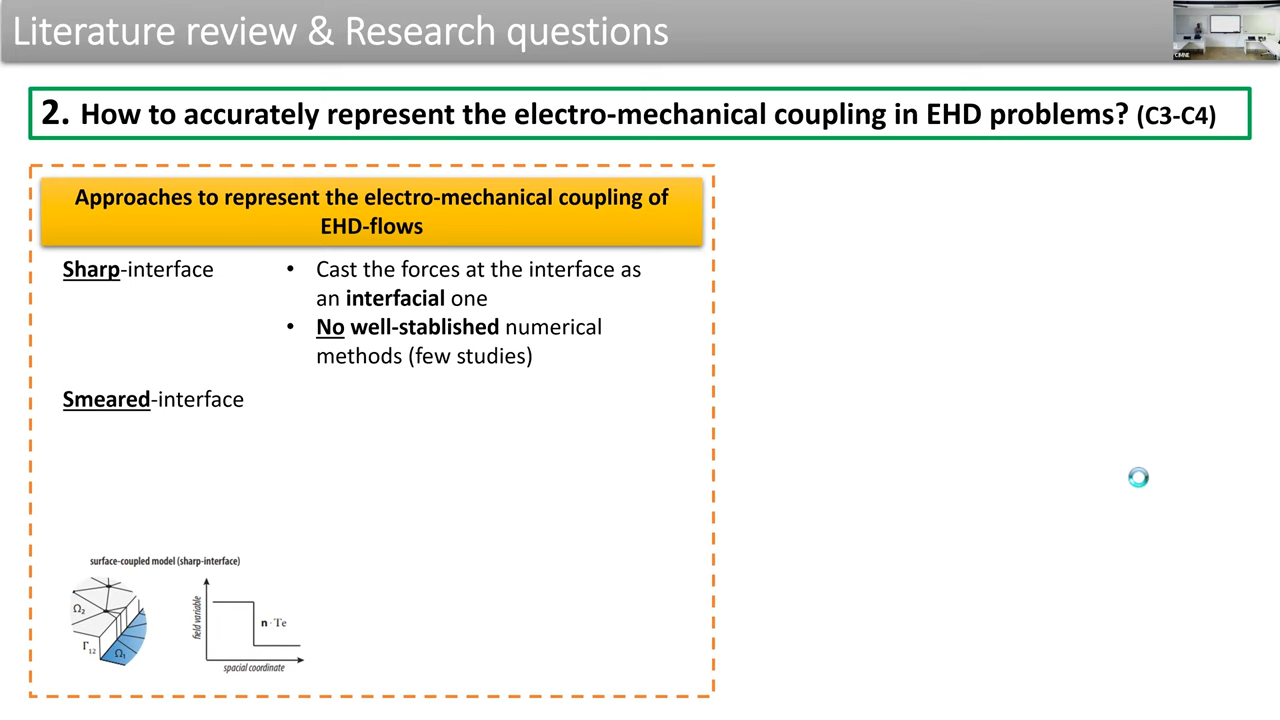 Literature review & Research questions
CIMNE
2. How to accurately represent the electro-mechanical coupling in EHD problems? (C3-C4)
Approaches to represent the electro-mechanical coupling of
EHD-flows
Sharp-interface
• Cast the forces at the interface as
an interfacial one
• No well-stablished numerical
methods (few studies)
Smeared-interface
surface-coupled model (sharp-interface)
Ω₂
Γ₁₂
Ω₁
field variable
n · Te
spacial coordinate